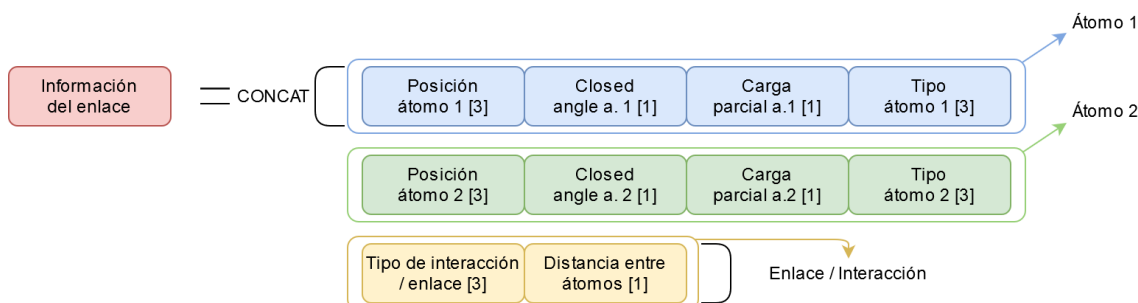 Átomo 1
Información
del enlace
CONCAT
Posición
átomo 1 [3]
Closed
angle a. 1 [1]
Carga
parcial a.1 [1]
Tipo
átomo 1 [3]
Átomo 2
Posición
átomo 2 [3]
Closed
angle a. 2 [1]
Carga
parcial a.2 [1]
Tipo
átomo 2 [3]
Tipo de interacción
/ enlace [3]
Distancia entre
átomos [1]
Enlace / Interacción